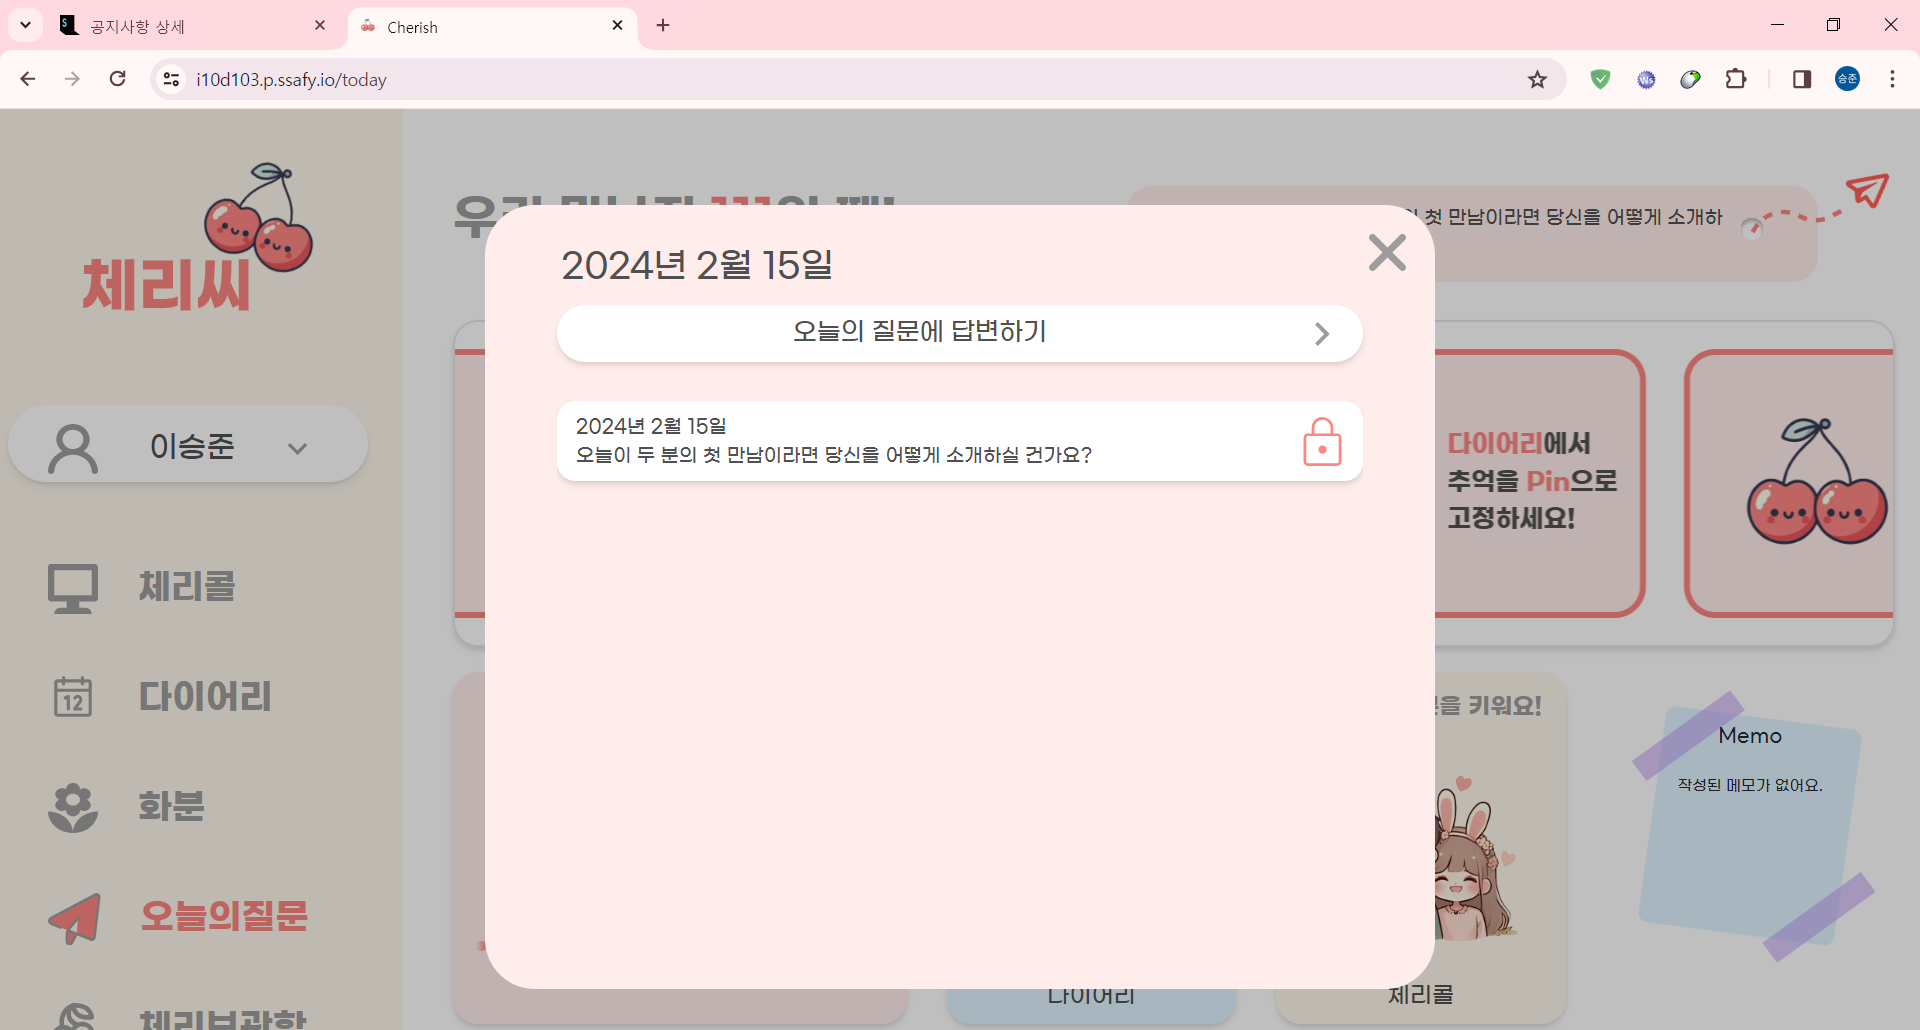 공지사항 상세
Cherish
i10d103.p.ssafy.io/today
승준
체리씨
이승준
체리콜
12
다이어리
화분
오늘의질문
체리보관함
첫 만남이라면 당신을 어떻게 소개하
2024년 2월 15일
오늘의 질문에 답변하기
2024년 2월 15일
오늘이 두 분의 첫 만남이라면 당신을 어떻게 소개하실 건가요?
다이어리에서
추억을 Pin으로
고정하세요!
키워요!
Memo
작성된 메모가 없어요.
다이어리
체리콜